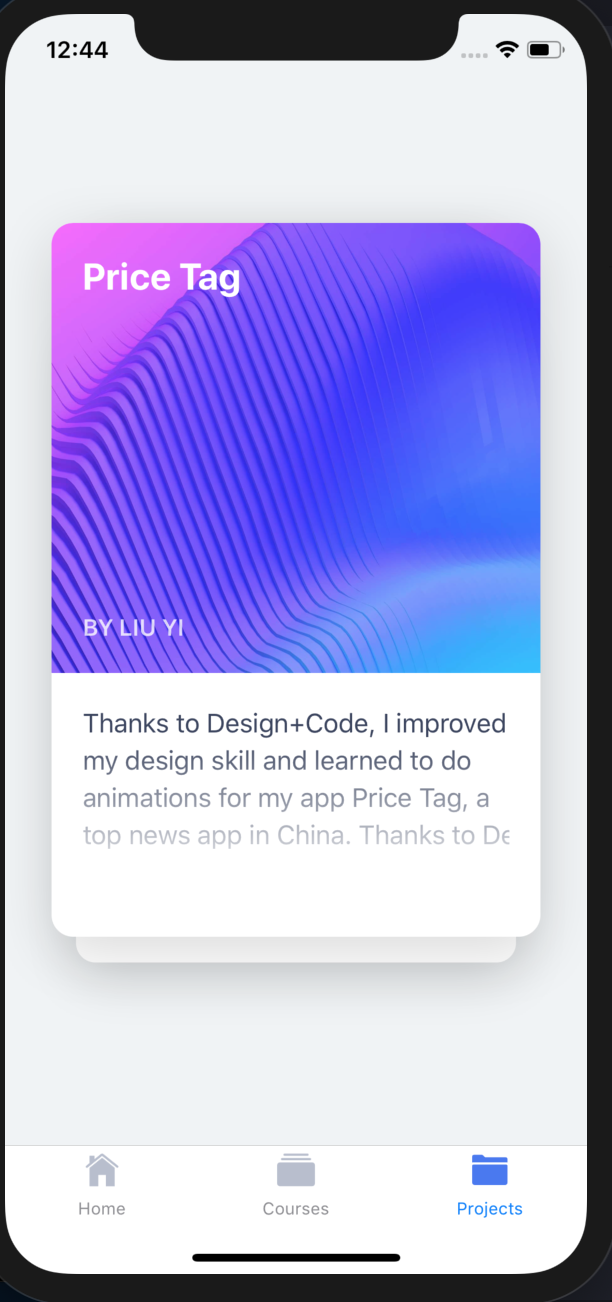 12:44
Price Tag
BY LIU YI
Thanks to Design+Code, I improved
my design skill and learned to do
animations for my app Price Tag, a
top news app in China. Thanks to De
Home
Courses
Projects